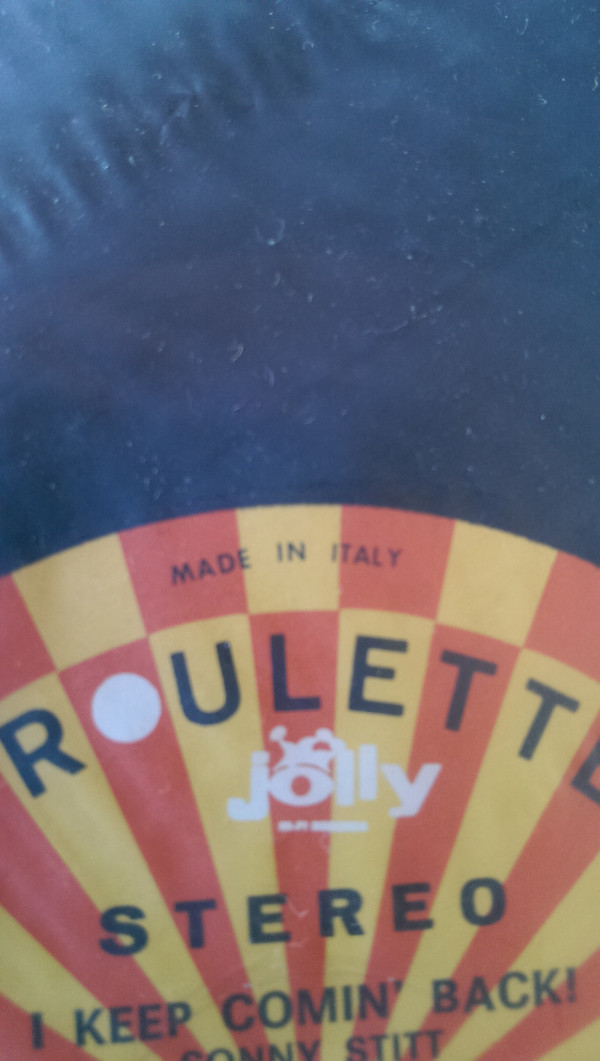 MADE IN ITALY
ROULETTE
jolly
STEREO
I KEEP COMIN' BACK!
SONNY STITT